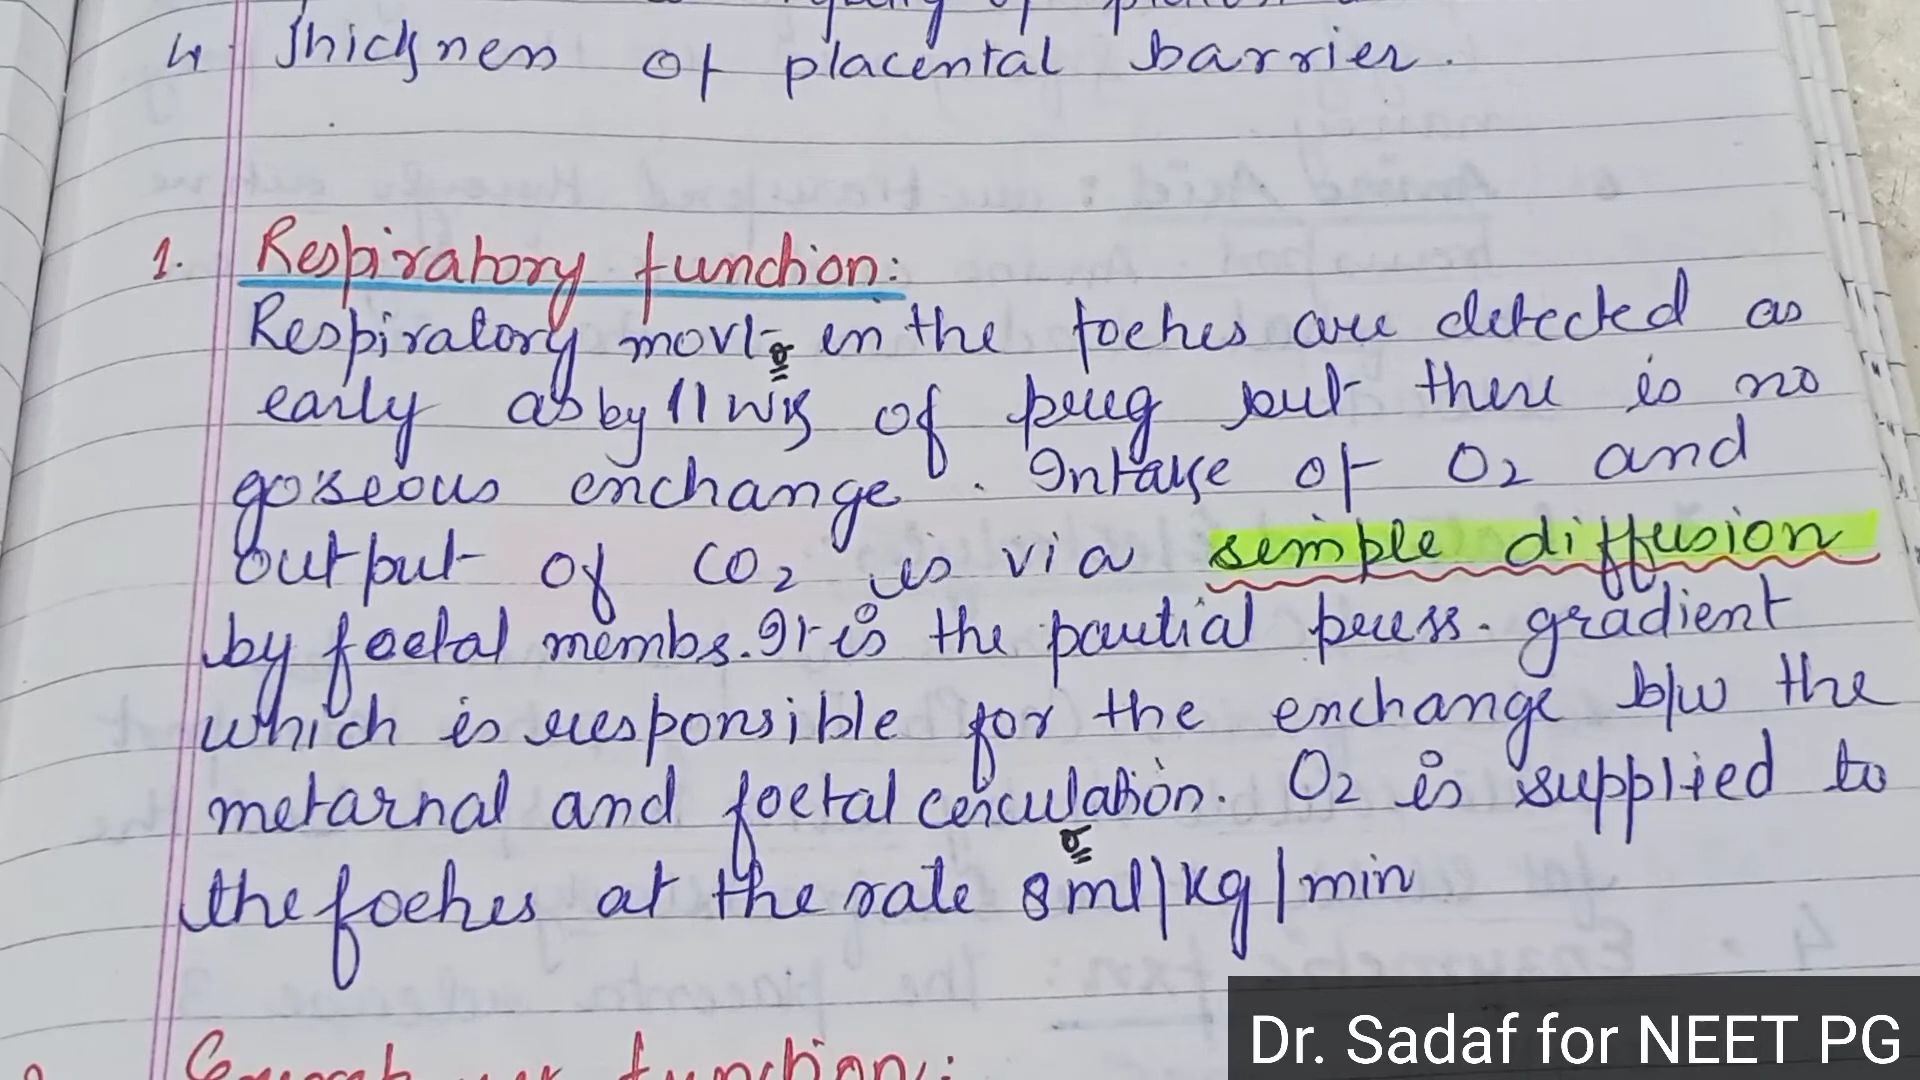 4. Thickness of placental barrier.
1. Respiratory function:
Respiratory movt in the foetus are detected as
early as by 11 wks of preg but there is no
gaseous exchange. Intake of O2 and
output of CO2 is via simple diffusion
by foetal membs. It is the partial press. gradient
which is responsible for the exchange b/w the
metarnal and foetal circulation. O2 is supplied to
the foetus at the rate 8ml/kg/min
function:
Dr. Sadaf for NEET PG